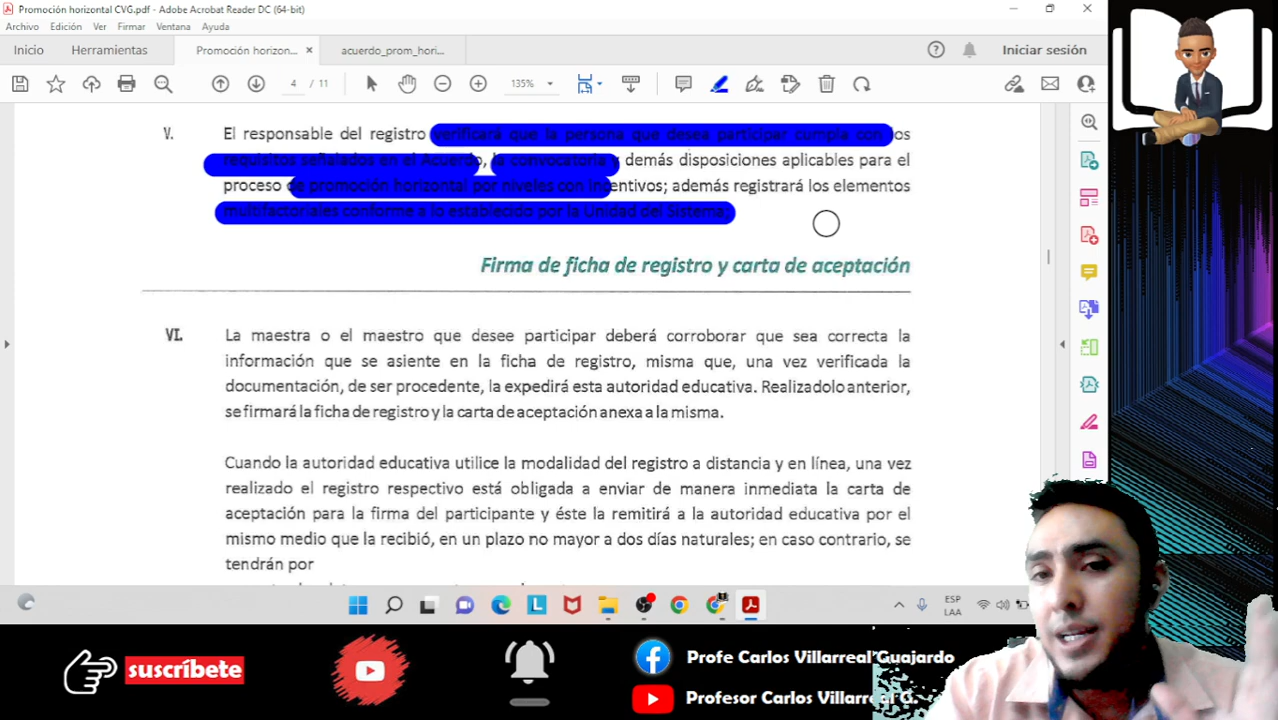 Promoción horizontal CVG.pdf - Adobe Acrobat Reader DC (64-bit)
Archivo Edición Ver Firmar Ventana Ayuda
Inicio Herramientas Promoción horizon... × acuerdo_prom_hori... Iniciar sesión
4 / 11 135%
V. El responsable del registro verificará que la persona que desea participar cumpla con los
requisitos señalados en el Acuerdo, la convocatoria y demás disposiciones aplicables para el
proceso de promoción horizontal por niveles con incentivos; además registrará los elementos
multifactoriales conforme a lo establecido por la Unidad del Sistema;
Firma de ficha de registro y carta de aceptación
VI. La maestra o el maestro que desee participar deberá corroborar que sea correcta la
información que se asiente en la ficha de registro, misma que, una vez verificada la
documentación, de ser procedente, la expedirá esta autoridad educativa. Realizadolo anterior,
se firmará la ficha de registro y la carta de aceptación anexa a la misma.
Cuando la autoridad educativa utilice la modalidad del registro a distancia y en línea, una vez
realizado el registro respectivo está obligada a enviar de manera inmediata la carta de
aceptación para la firma del participante y éste la remitirá a la autoridad educativa por el
mismo medio que la recibió, en un plazo no mayor a dos días naturales; en caso contrario, se
tendrán por
ESP
LAA
suscríbete
Profe Carlos Villarreal Guajardo
Profesor Carlos Villarreal G.